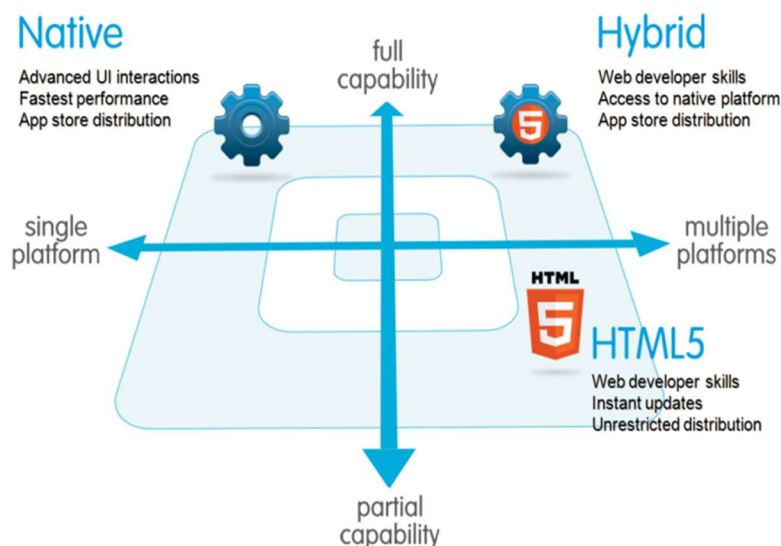 Native
Advanced UI interactions
Fastest performance
App store distribution
full
capability
Hybrid
Web developer skills
Access to native platform
App store distribution
5
single
platform
multiple
platforms
HTML
5
HTML5
Web developer skills
Instant updates
Unrestricted distribution
partial
capability